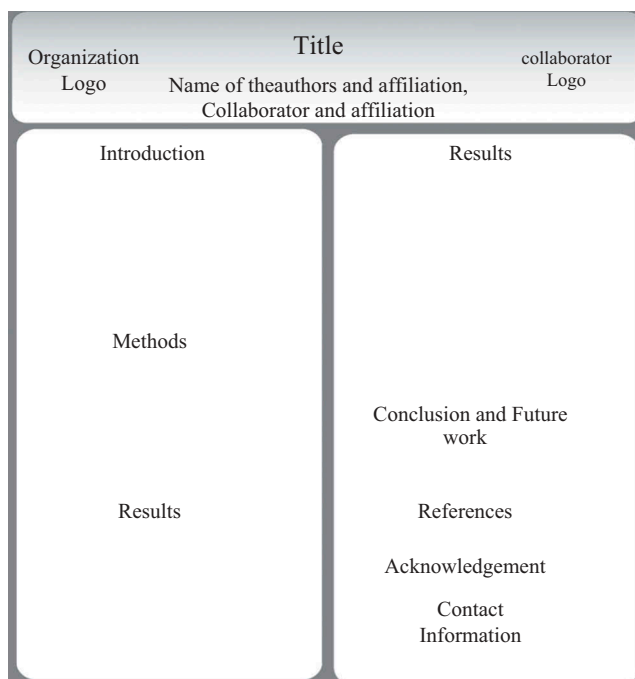 Organization
Logo
Title
Name of theauthors and affiliation,
Collaborator and affiliation
collaborator
Logo
Introduction
Methods
Results
Results
Conclusion and Future
work
References
Acknowledgement
Contact
Information